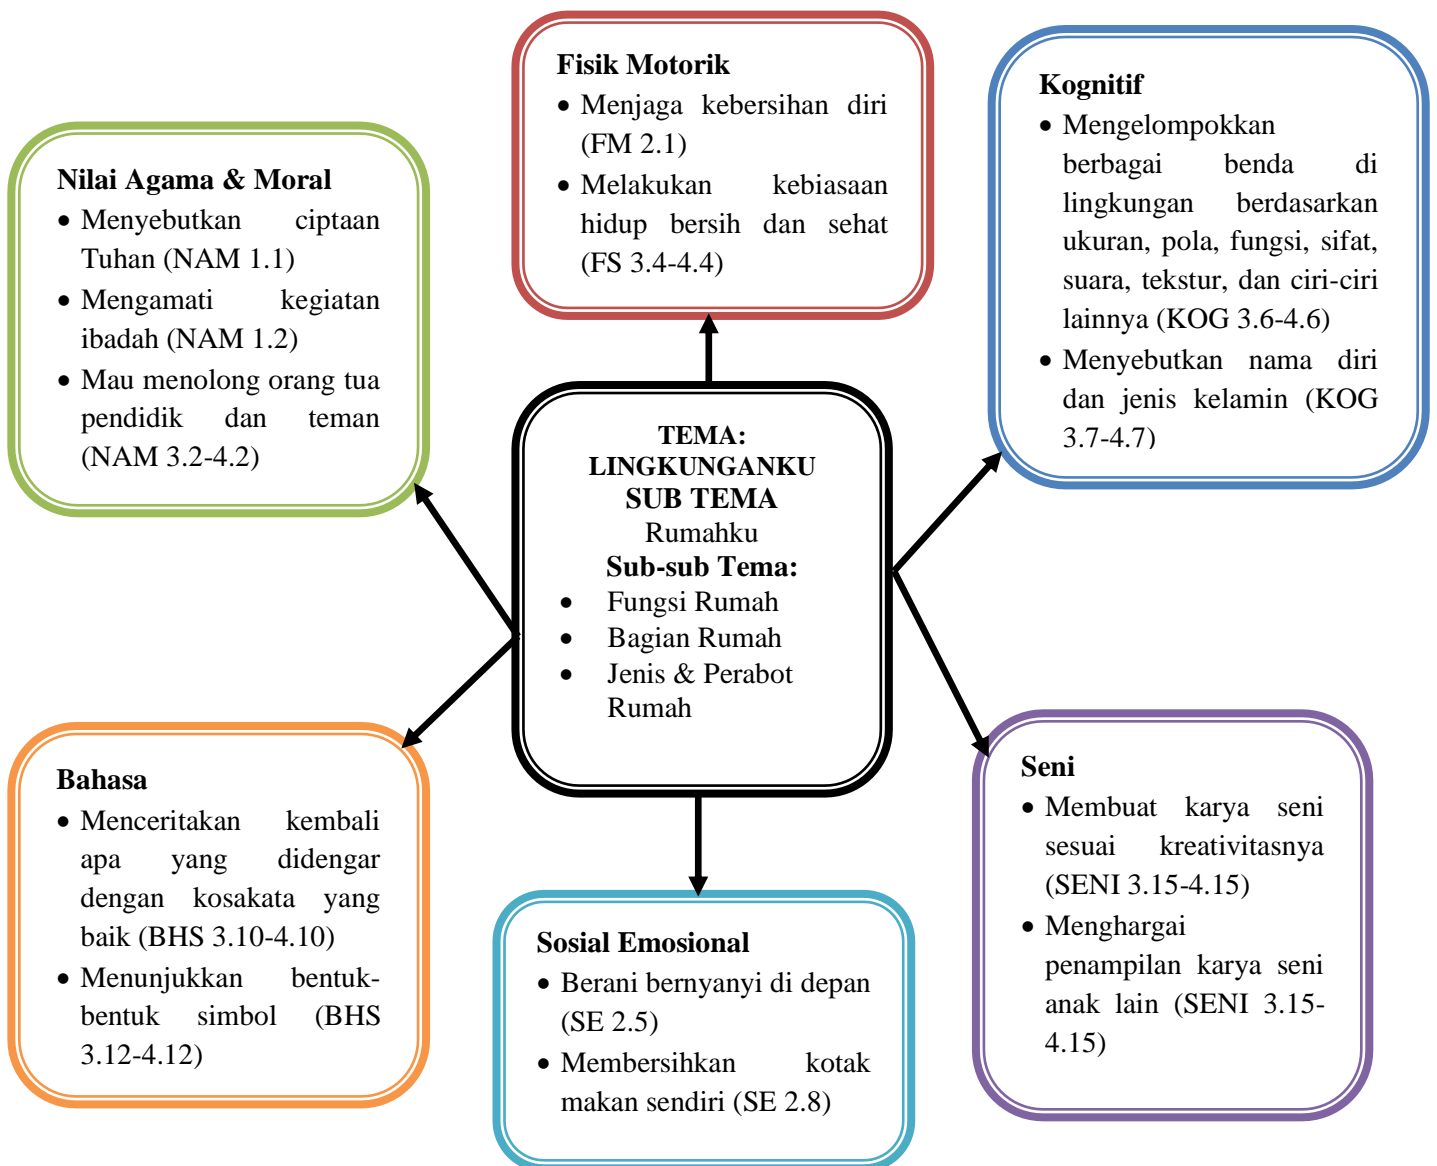 Fisik Motorik
• Menjaga kebersihan diri
(FM 2.1)
• Melakukan kebiasaan
hidup bersih dan sehat
(FS 3.4-4.4)
Kognitif
• Mengelompokkan
berbagai benda di
lingkungan berdasarkan
ukuran, pola, fungsi, sifat,
suara, tekstur, dan ciri-ciri
lainnya (KOG 3.6-4.6)
• Menyebutkan nama diri
dan jenis kelamin (KOG
3.7-4.7)
Nilai Agama & Moral
• Menyebutkan ciptaan
Tuhan (NAM 1.1)
• Mengamati kegiatan
ibadah (NAM 1.2)
• Mau menolong orang tua
pendidik dan teman
(NAM 3.2-4.2)
TEMA:
LINGKUNGANKU
SUB TEMA
Rumahku
Sub-sub Tema:
• Fungsi Rumah
• Bagian Rumah
• Jenis & Perabot
Rumah
Bahasa
• Menceritakan kembali
apa yang didengar
dengan kosakata yang
baik (BHS 3.10-4.10)
• Menunjukkan bentuk-
bentuk simbol (BHS
3.12-4.12)
Sosial Emosional
• Berani bernyanyi di depan
(SE 2.5)
• Membersihkan kotak
makan sendiri (SE 2.8)
Seni
• Membuat karya seni
sesuai kreativitasnya
(SENI 3.15-4.15)
• Menghargai
penampilan karya seni
anak lain (SENI 3.15-
4.15)